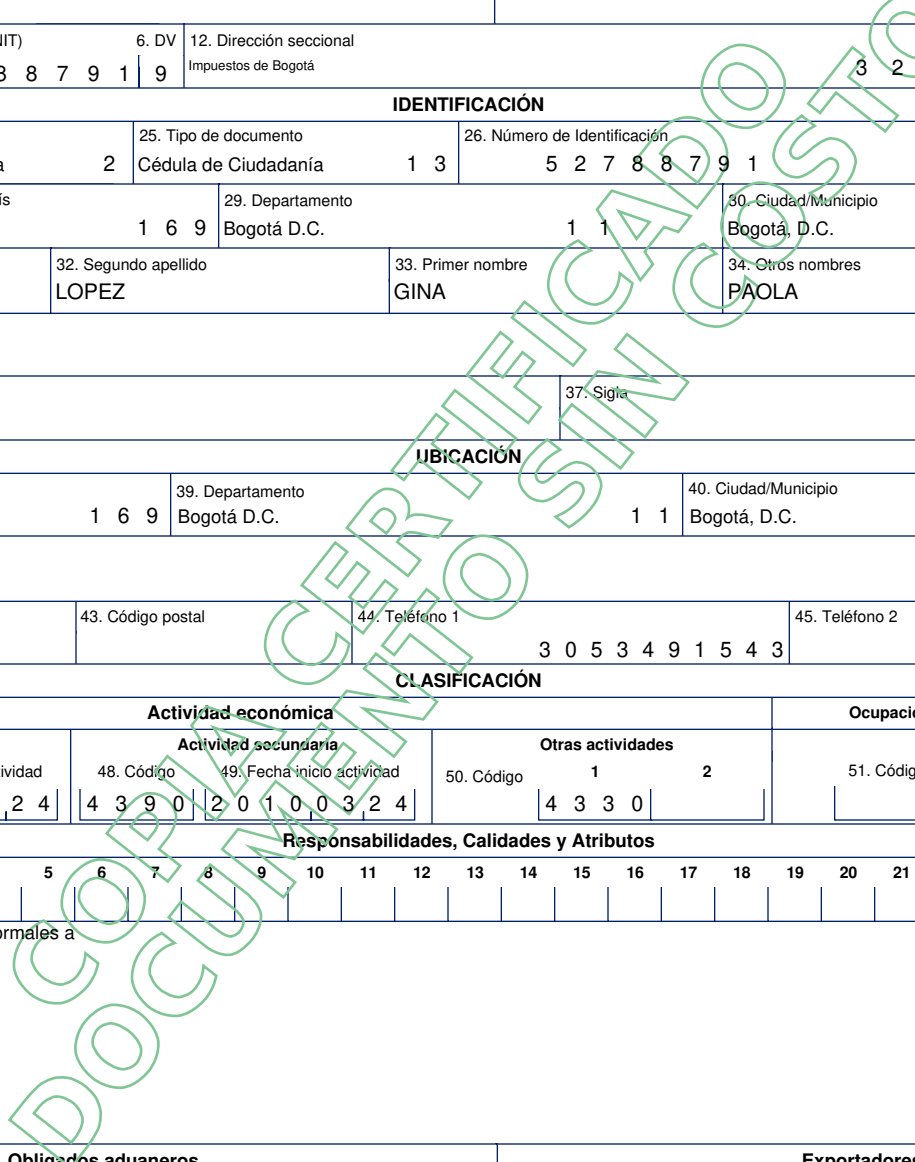 NIT) 6. DV 12. Dirección seccional
8 8 7 9 1 9 Impuestos de Bogotá 3 2
IDENTIFICACIÓN
25. Tipo de documento 26. Número de Identificación
a 2 Cédula de Ciudadanía 1 3 5 2 7 8 8 7 9 1
ís 29. Departamento 30. Ciudad/Municipio
1 6 9 Bogotá D.C. 1 1 Bogotá, D.C.
32. Segundo apellido 33. Primer nombre 34. Otros nombres
LOPEZ GINA PAOLA
37. Sigla
UBICACIÓN
39. Departamento 40. Ciudad/Municipio
1 6 9 Bogotá D.C. 1 1 Bogotá, D.C.
43. Código postal 44. Teléfono 1 45. Teléfono 2
3 0 5 3 4 9 1 5 4 3
CLASIFICACIÓN
Actividad económica Ocupació
Actividad secundaria Otras actividades
ividad 48. Código 49. Fecha inicio actividad 50. Código 1 2 51. Códig
2 4 4 3 9 0 2 0 1 0 0 3 2 4 4 3 3 0
Responsabilidades, Calidades y Atributos
5 6 7 8 9 10 11 12 13 14 15 16 17 18 19 20 21
ormales a
Obligados aduaneros Exportadores
COPIA CERTIFICADO
DOCUMENTO SIN COSTO